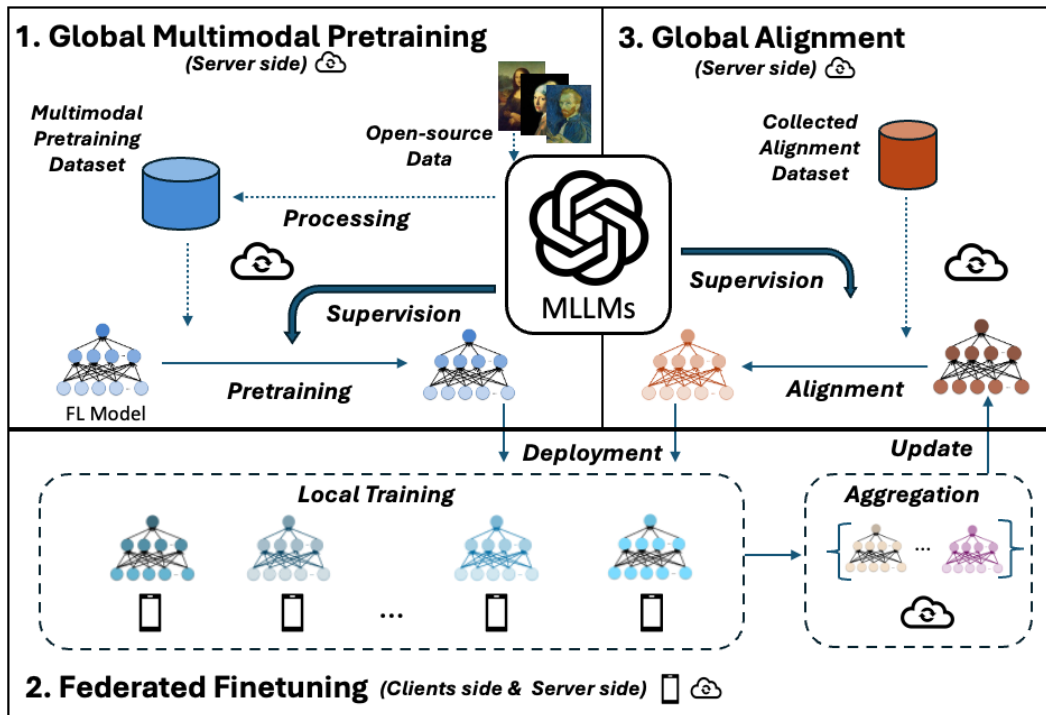 1. Global Multimodal Pretraining
(Server side)
Multimodal
Pretraining
Dataset
Open-source
Data
Processing
Supervision
MLLMs
Pretraining
FL Model
3. Global Alignment
(Server side)
Collected
Alignment
Dataset
Supervision
Alignment
Deployment
Update
Local Training
...
Aggregation
...
2. Federated Finetuning (Clients side & Server side)